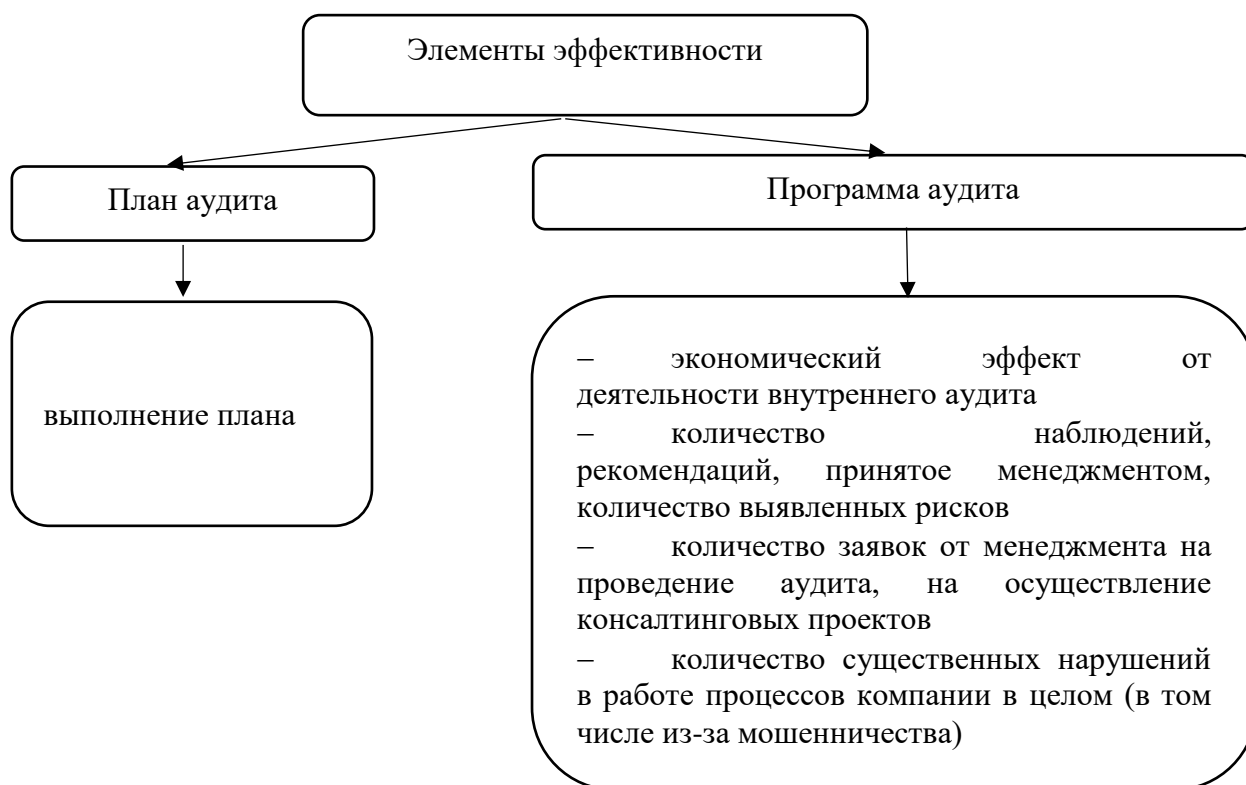 Элементы эффективности
План аудита
Программа аудита
выполнение плана
– экономический эффект от
деятельности внутреннего аудита
– количество наблюдений,
рекомендаций, принятое менеджментом,
количество выявленных рисков
– количество заявок от менеджмента на
проведение аудита, на осуществление
консалтинговых проектов
– количество существенных нарушений
в работе процессов компании в целом (в том
числе из-за мошенничества)